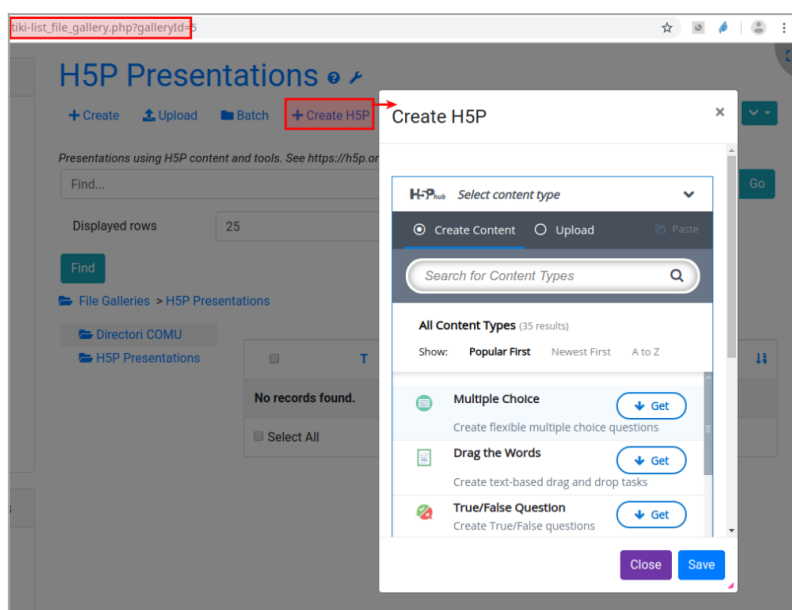 tiki-list_file_gallery.php?galleryId=5
H5P Presentations
Create Upload Batch Create H5P
Presentations using H5P content and tools. See https://h5p.or
Find...
Go
Displayed rows 25
Find
File Galleries > H5P Presentations
Directori COMU
H5P Presentations
T
No records found.
Select All
Create H5P ×
H5P hub Select content type
Create Content Upload Paste
Search for Content Types
All Content Types (35 results)
Show: Popular First Newest First A to Z
Multiple Choice
Get
Create flexible multiple choice questions
Drag the Words
Get
Create text-based drag and drop tasks
True/False Question
Get
Create True/False questions
Close Save